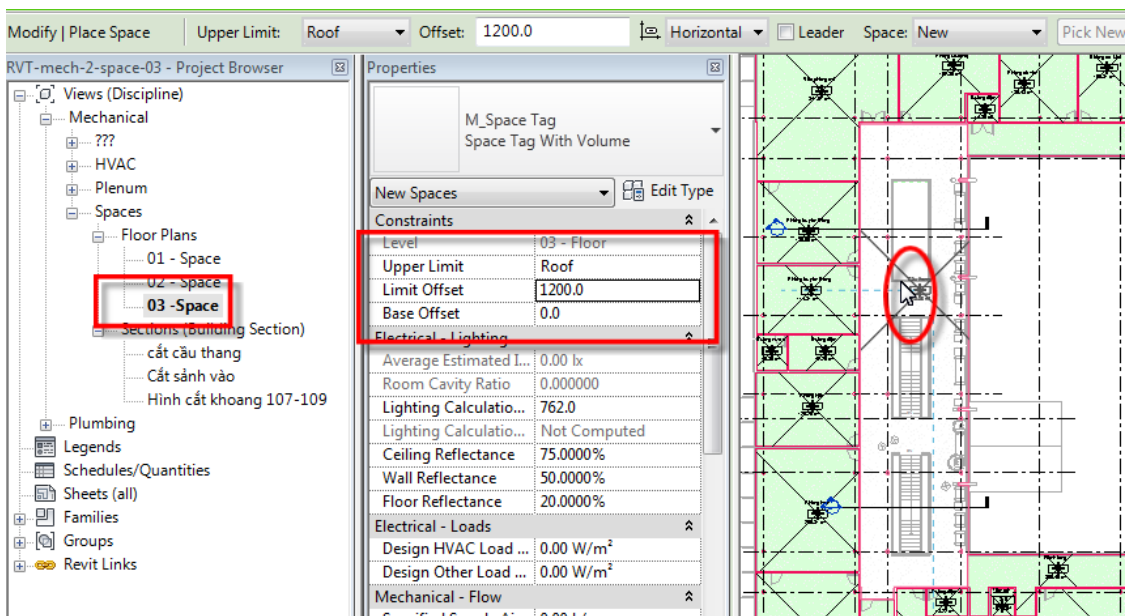 Modify | Place Space Upper Limit: Roof Offset: 1200.0 Horizontal Leader Space: New Pick New
RVT-mech-2-space-03 - Project Browser
Views (Discipline)
Mechanical
???
HVAC
Plenum
Spaces
Floor Plans
01 - Space
02 - Space
03 -Space
Sections (Building Section)
cắt cầu thang
Cắt sảnh vào
Hình cắt khoang 107-109
Plumbing
Legends
Schedules/Quantities
Sheets (all)
Families
Groups
Revit Links
Properties
M_Space Tag
Space Tag With Volume
New Spaces Edit Type
Constraints
Level 03 - Floor
Upper Limit Roof
Limit Offset 1200.0
Base Offset 0.0
Electrical - Lighting
Average Estimated I... 0.00 lx
Room Cavity Ratio 0.000000
Lighting Calculatio... 762.0
Lighting Calculatio... Not Computed
Ceiling Reflectance 75.0000%
Wall Reflectance 50.0000%
Floor Reflectance 20.0000%
Electrical - Loads
Design HVAC Load ... 0.00 W/m²
Design Other Load ... 0.00 W/m²
Mechanical - Flow